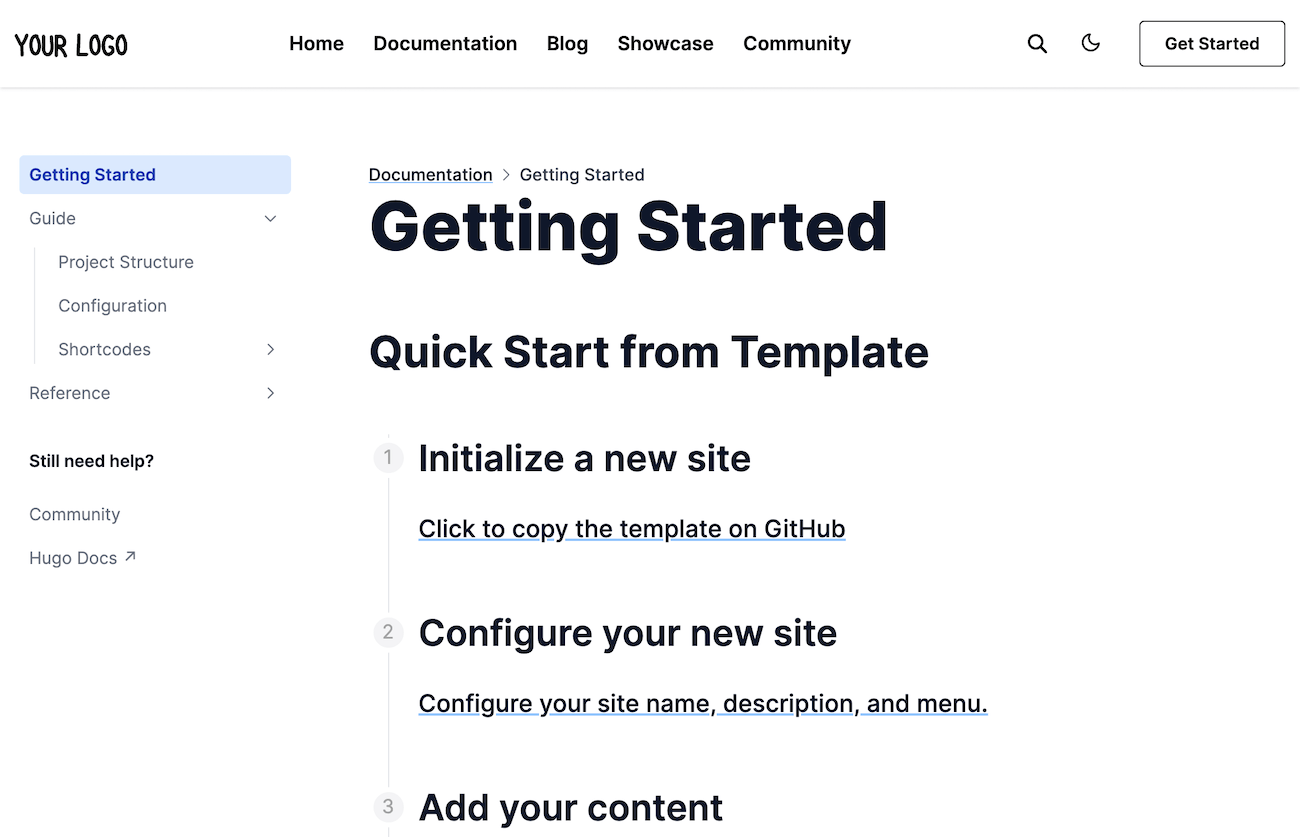 YOUR LOGO
Home Documentation Blog Showcase Community
Get Started
Getting Started
Guide
Project Structure
Configuration
Shortcodes
Reference
Still need help?
Community
Hugo Docs ↗
Documentation > Getting Started
Getting Started
Quick Start from Template
1 Initialize a new site
Click to copy the template on GitHub
2 Configure your new site
Configure your site name, description, and menu.
3 Add your content